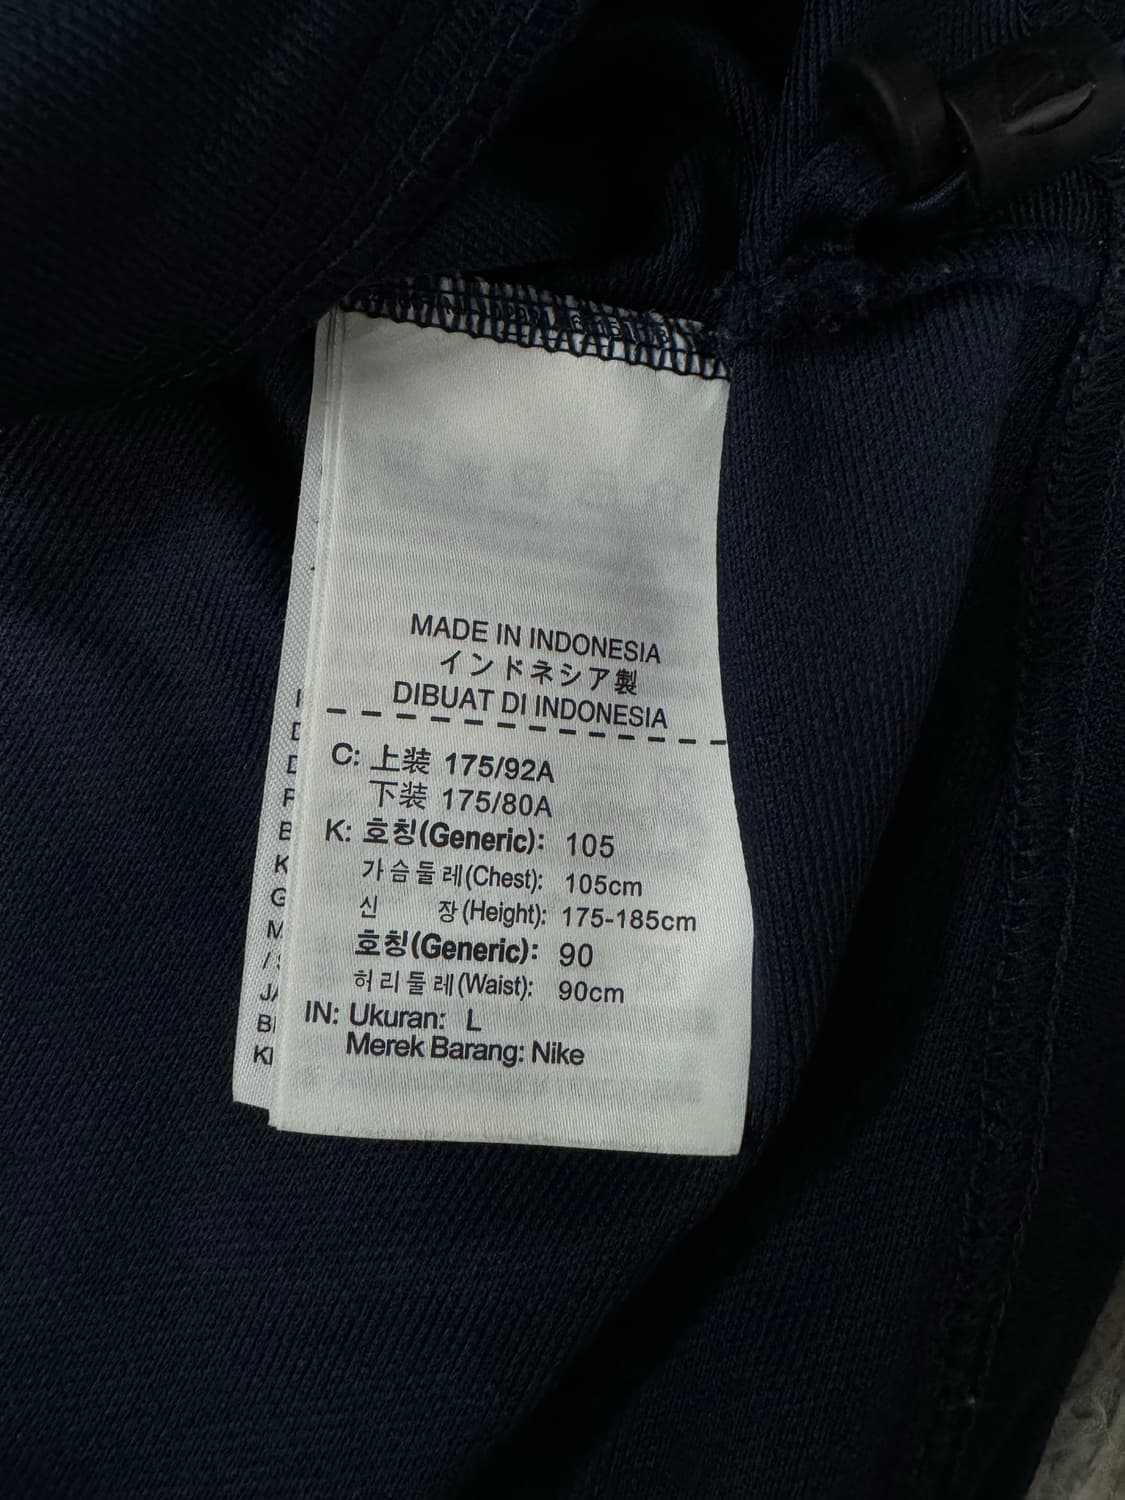 MADE IN INDONESIA
インドネシア製
DIBUAT DI INDONESIA
C: 上装 175/92A
下装 175/80A
K: 호칭(Generic): 105
가슴둘레(Chest): 105cm
신 장(Height): 175-185cm
호칭(Generic): 90
허리둘레(Waist): 90cm
IN: Ukuran: L
Merek Barang: Nike